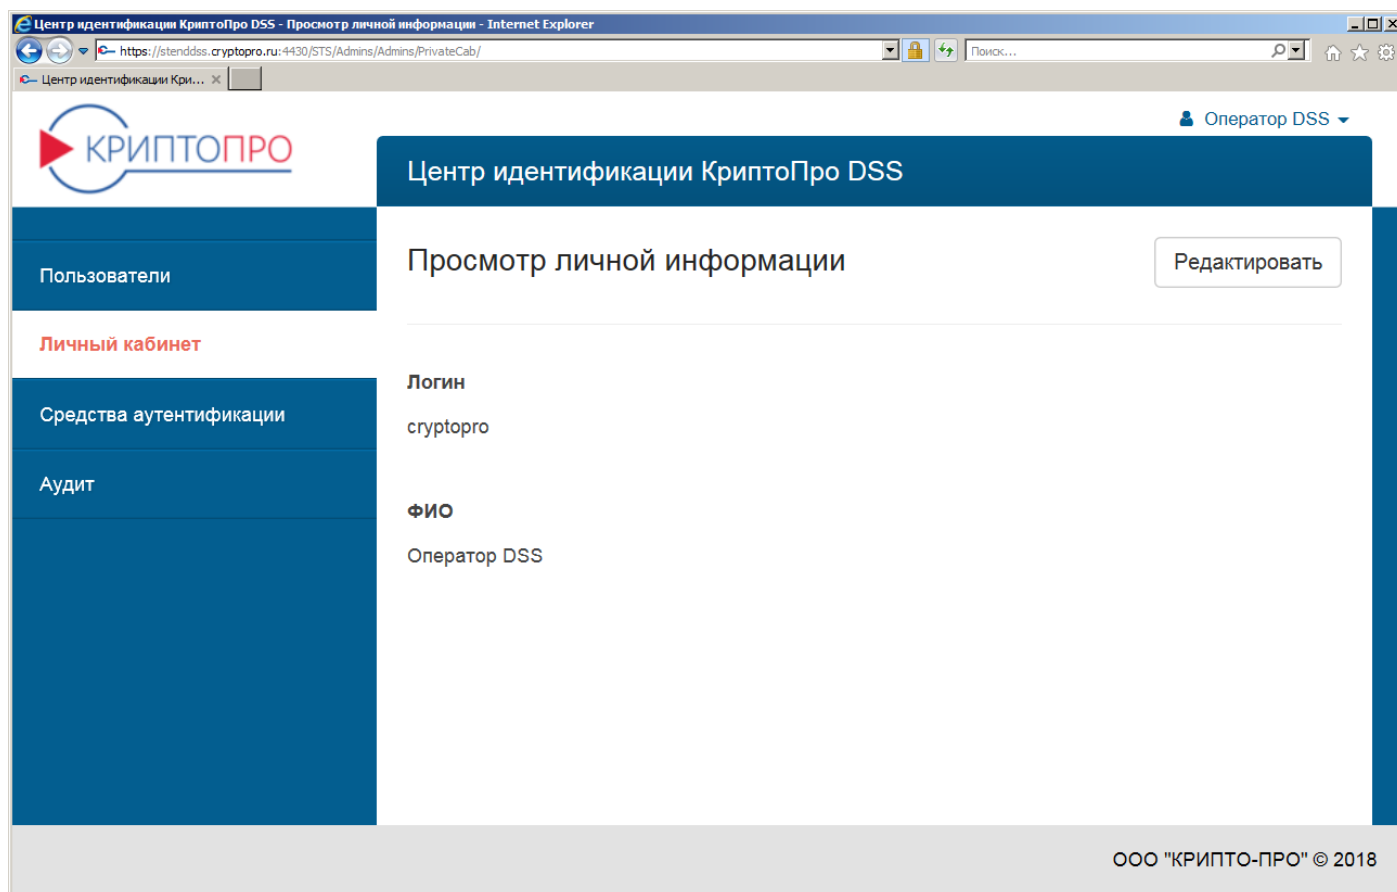 Центр идентификации КриптоПро DSS - Просмотр личной информации - Internet Explorer
https://stenddss.cryptopro.ru:4430/STS/Admins/Admins/PrivateCab/
Поиск...
Центр идентификации Кри...
КРИПТОПРО
Оператор DSS
Центр идентификации КриптоПро DSS
Пользователи
Личный кабинет
Средства аутентификации
Аудит
Просмотр личной информации
Редактировать
Логин
cryptopro
ФИО
Оператор DSS
ООО "КРИПТО-ПРО" © 2018